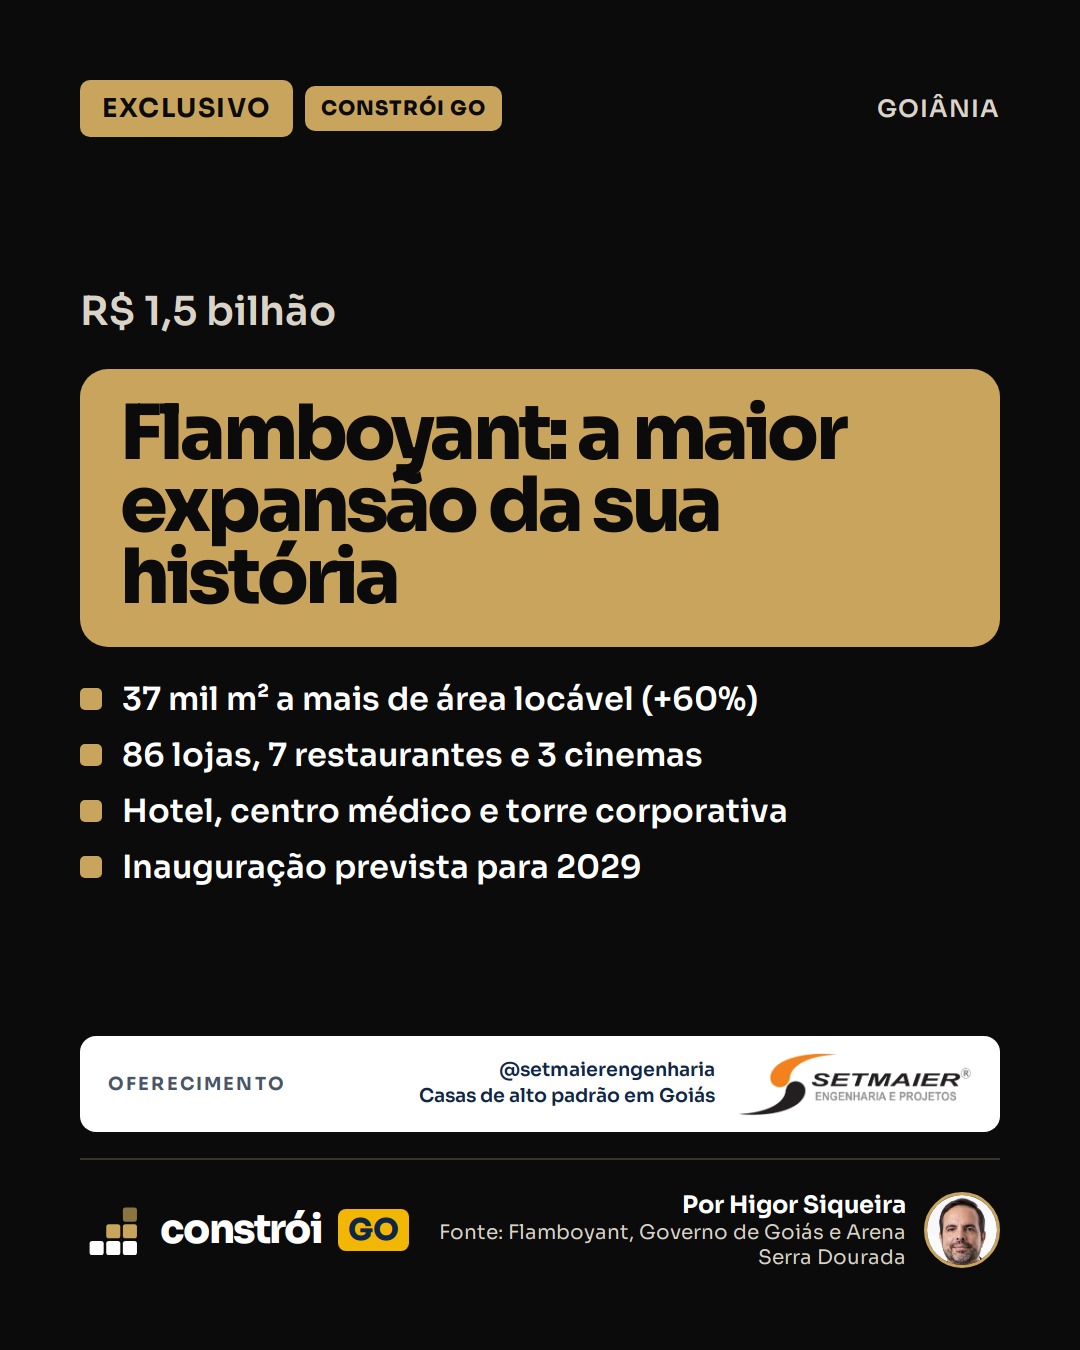 EXCLUSIVO
CONSTRÓI GO
GOIÂNIA
R$ 1,5 bilhão
Flamboyant: a maior
expansão da sua
história
37 mil m² a mais de área locável (+60%)
86 lojas, 7 restaurantes e 3 cinemas
Hotel, centro médico e torre corporativa
Inauguração prevista para 2029
OFERECIMENTO
@setmaierengenharia
Casas de alto padrão em Goiás
SETMAIER®
ENGENHARIA E PROJETOS
constrói GO
Por Higor Siqueira
Fonte: Flamboyant, Governo de Goiás e Arena
Serra Dourada